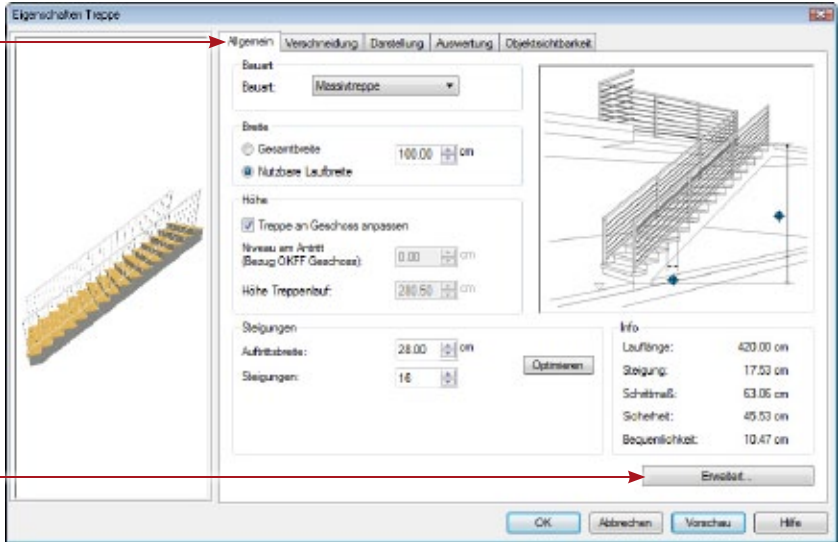 Eigenschaften Treppe
Allgemein Verschneidung Darstellung Auswertung Objektsichtbarkeit
Bauart
Bauart: Massivtreppe
Breite
Gesamtbreite
100.00 cm
Nutzbare Laufbreite
Höhe
Treppe an Geschoss anpassen
Niveau am Antritt
(Bezug OKFF Geschoss): 0.00 cm
Höhe Treppenlauf: 280.50 cm
Steigungen
Auftrittsbreite: 28.00 cm
Steigungen: 16
Optimieren
Info
Lauflänge: 420.00 cm
Steigung: 17.53 cm
Schrittmaß: 63.06 cm
Sicherheit: 45.53 cm
Bequemlichkeit: 10.47 cm
Erweitert...
OK Abbrechen Vorschau Hilfe